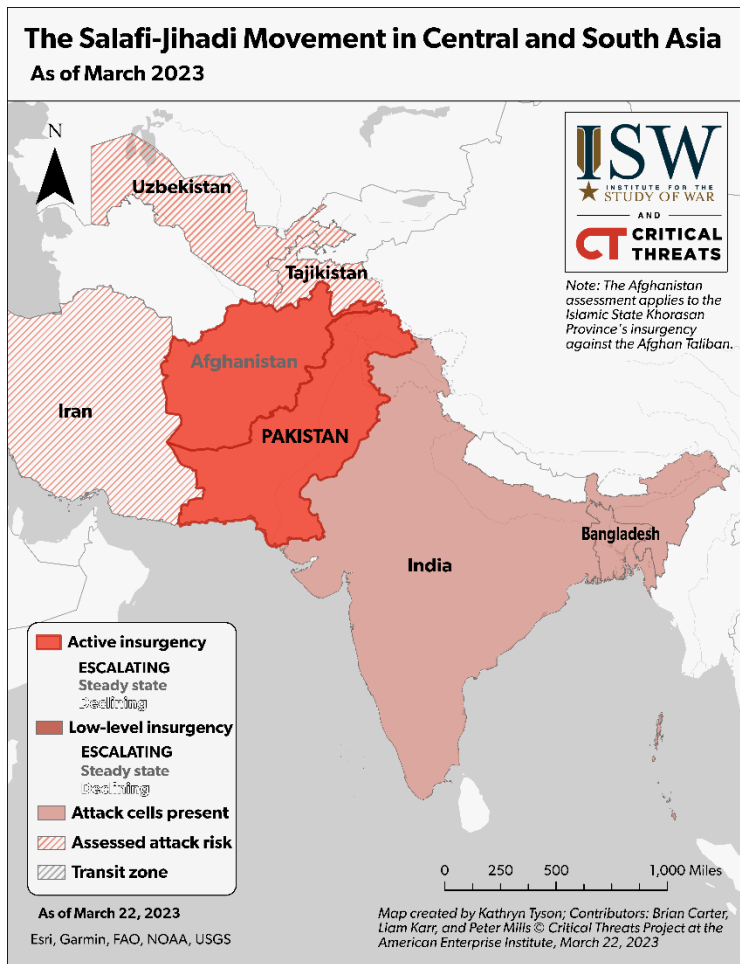 The Salafi-Jihadi Movement in Central and South Asia
As of March 2023
N
ISW
INSTITUTE FOR THE
STUDY OF WAR
AND
CT CRITICAL
THREATS
Note: The Afghanistan
assessment applies to the
Islamic State Khorasan
Province's insurgency
against the Afghan Taliban.
Uzbekistan
Tajikistan
Afghanistan
Iran
PAKISTAN
Bangladesh
India
Active insurgency
ESCALATING
Steady state
Declining
Low-level insurgency
ESCALATING
Steady state
Declining
Attack cells present
Assessed attack risk
Transit zone
0 250 500 1,000 Miles
As of March 22, 2023
Esri, Garmin, FAO, NOAA, USGS
Map created by Kathryn Tyson; Contributors: Brian Carter,
Liam Karr, and Peter Mills © Critical Threats Project at the
American Enterprise Institute, March 22, 2023